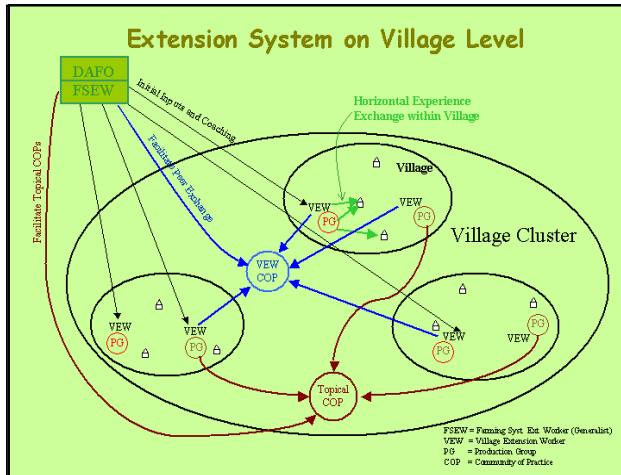 Extension System on Village Level
DAFO
FSEW
Initial Inputs and Coaching
Horizontal Experience
Exchange within Village
Facilitate Peer Exchange
Facilitate Topical COPs
Village
VEW
PG
VEW
PG
Village Cluster
VEW
COP
VEW
PG
VEW
PG
VEW
PG
VEW
PG
Topical
COP
FSEW = Farming Syst. Ext. Worker (Generalist)
VEW = Village Extension Worker
PG = Production Group
COP = Community of Practice